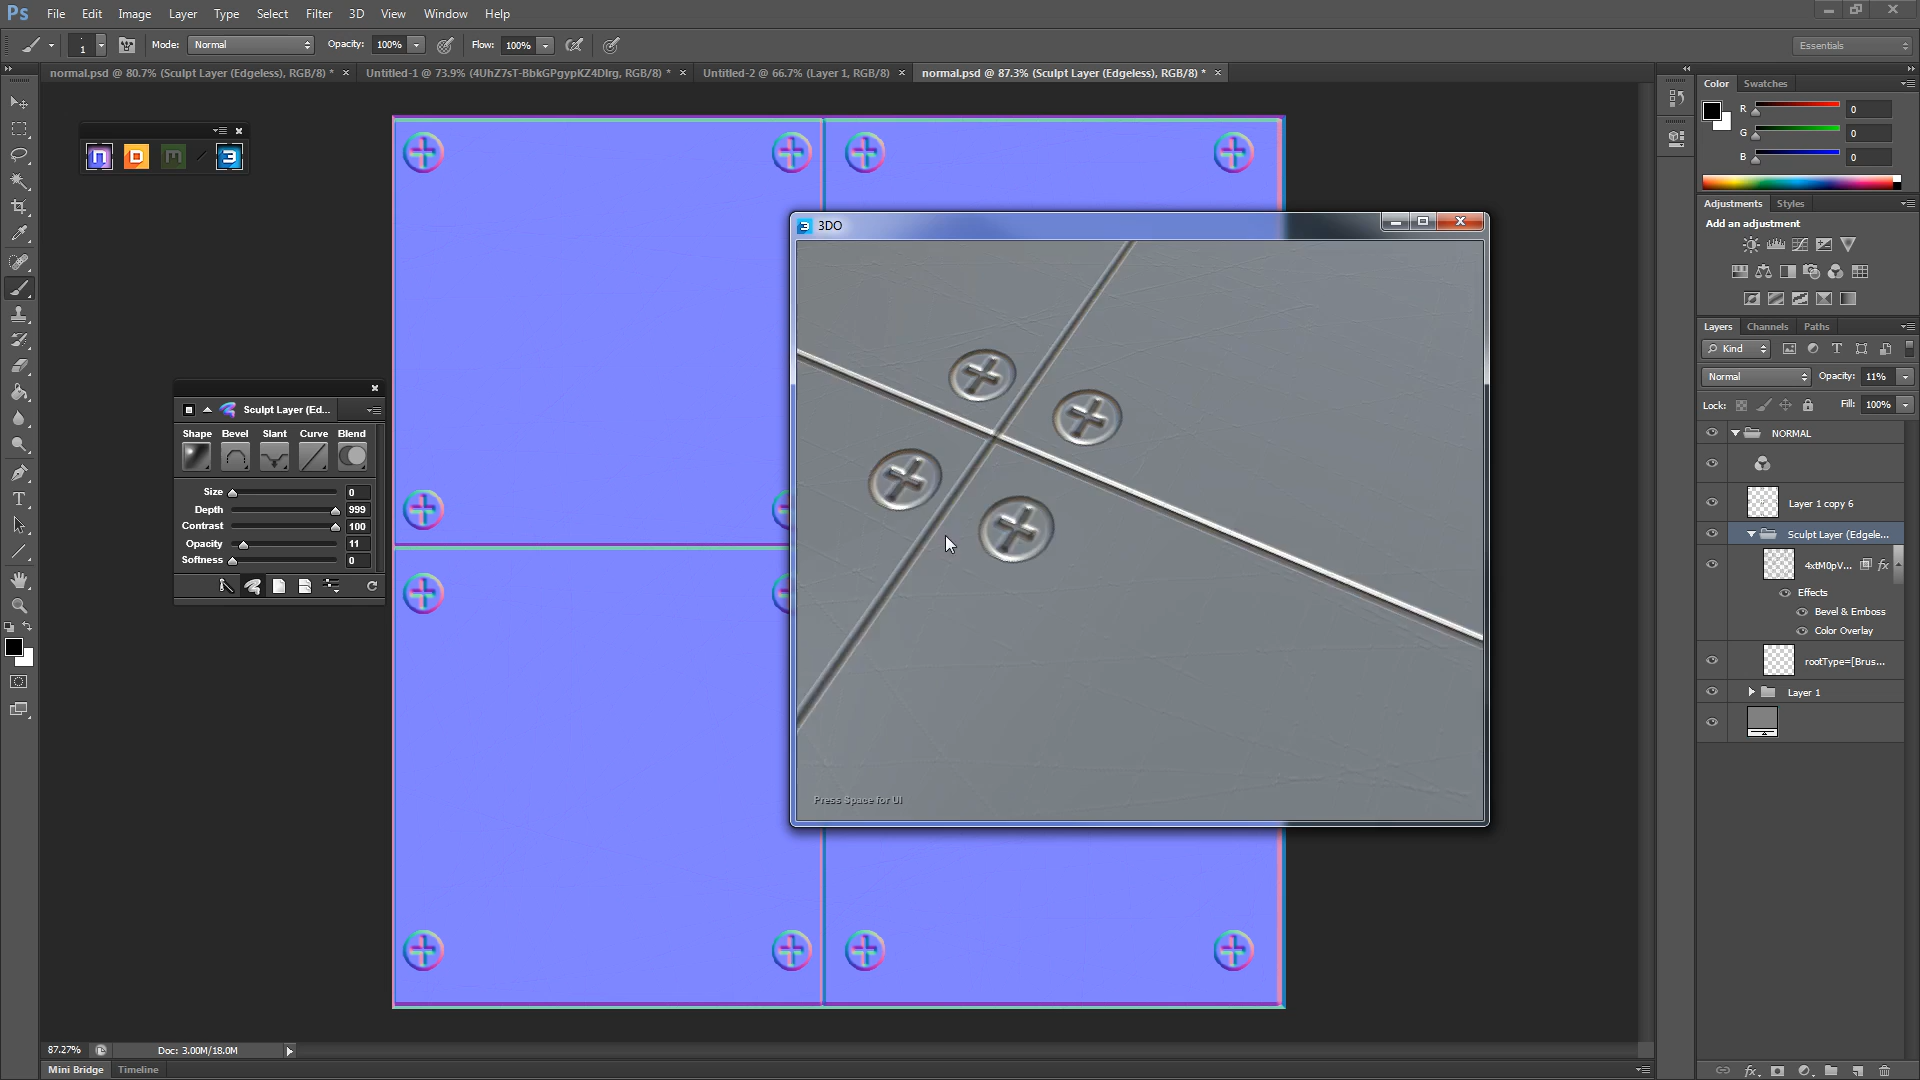 Ps File Edit Image Layer Type Select Filter 3D View Window Help
1 Mode: Normal Opacity: 100% Flow: 100% Essentials
normal.psd @ 80.7% (Sculpt Layer (Edgeless), RGB/8) * × Untitled-1 @ 73.9% (4UhZ7sT-BbkGPgypKZ4DIrg, RGB/8) * × Untitled-2 @ 66.7% (Layer 1, RGB/8) × normal.psd @ 87.3% (Sculpt Layer (Edgeless), RGB/8) * ×
Color Swatches
R 0
G 0
B 0
Adjustments Styles
Add an adjustment
3DO
Press Space for UI
Sculpt Layer (Ed...
Shape Bevel Slant Curve Blend
Size 0
Depth 999
Contrast 100
Opacity 11
Softness 0
Layers Channels Paths
Kind
Normal Opacity: 11%
Lock: Fill: 100%
NORMAL
Layer 1 copy 6
Sculpt Layer (Edgele...
4xtM0pV... fx
Effects
Bevel & Emboss
Color Overlay
rootType=[Brus...
Layer 1
87.27% Doc: 3.00M/18.0M
Mini Bridge Timeline